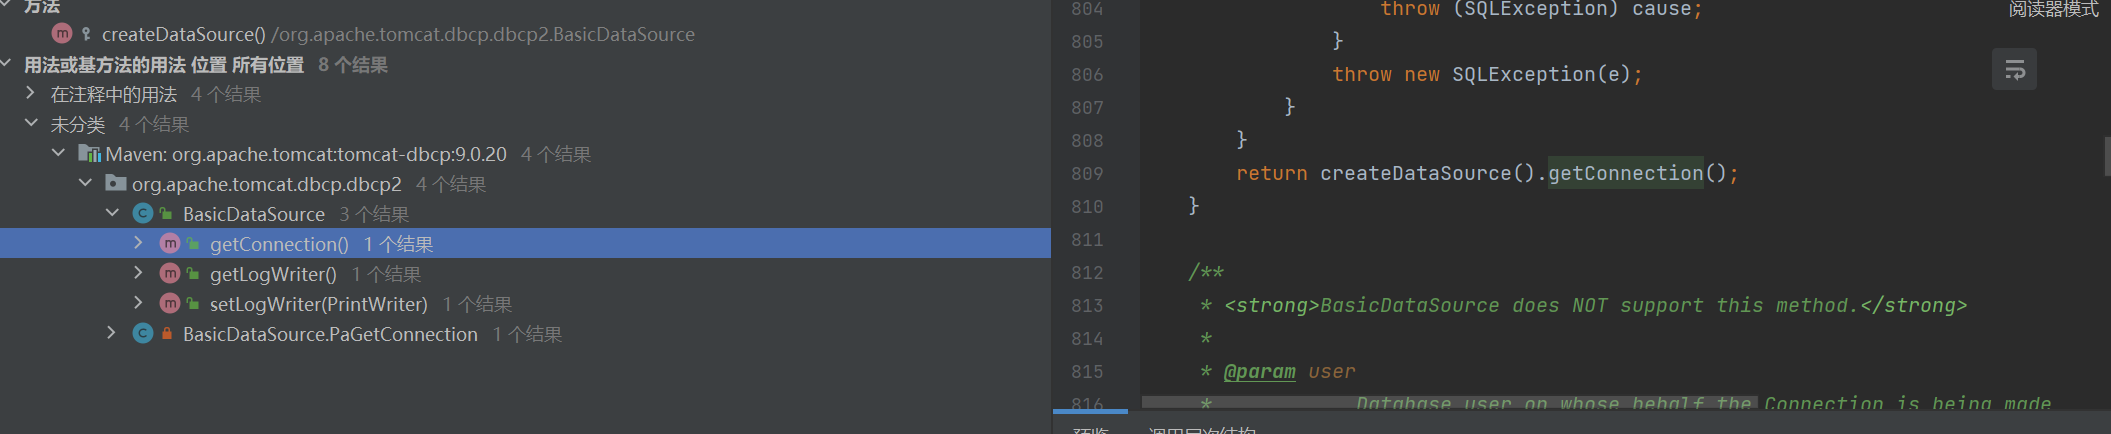 方法
createDataSource() /org.apache.tomcat.dbcp.dbcp2.BasicDataSource
用法或基方法的用法 位置 所有位置 8 个结果
在注释中的用法 4 个结果
未分类 4 个结果
Maven: org.apache.tomcat:tomcat-dbcp:9.0.20 4 个结果
org.apache.tomcat.dbcp.dbcp2 4 个结果
BasicDataSource 3 个结果
getConnection() 1 个结果
getLogWriter() 1 个结果
setLogWriter(PrintWriter) 1 个结果
BasicDataSource.PaGetConnection 1 个结果
阅读器模式
804 throw (SQLException) cause;
805 }
806 throw new SQLException(e);
807 }
808 }
809 return createDataSource().getConnection();
810 }
811
812 /**
813 * <strong>BasicDataSource does NOT support this method.</strong>
814 *
815 * @param user
816 * Database user on whose behalf the Connection is being made
预览 调用层次结构